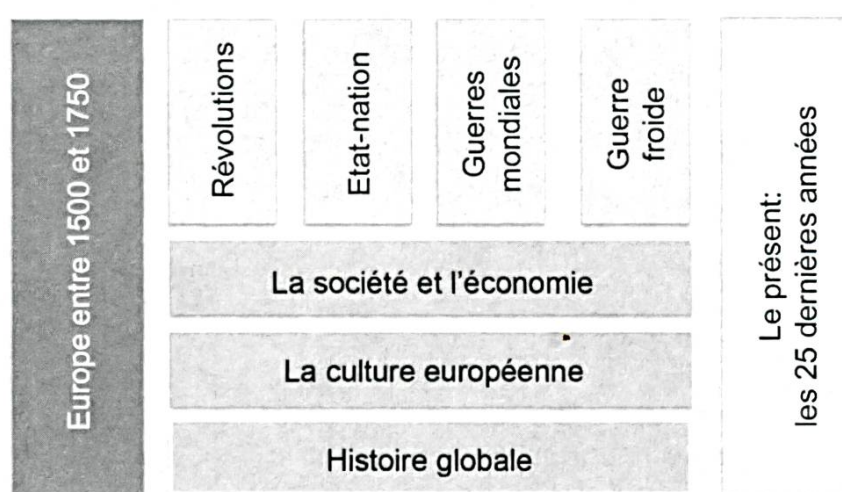 Europe entre 1500 et 1750
Révolutions
Etat-nation
Guerres
mondiales
Guerre
froide
La société et l'économie
La culture européenne
Histoire globale
Le présent:
les 25 dernières années